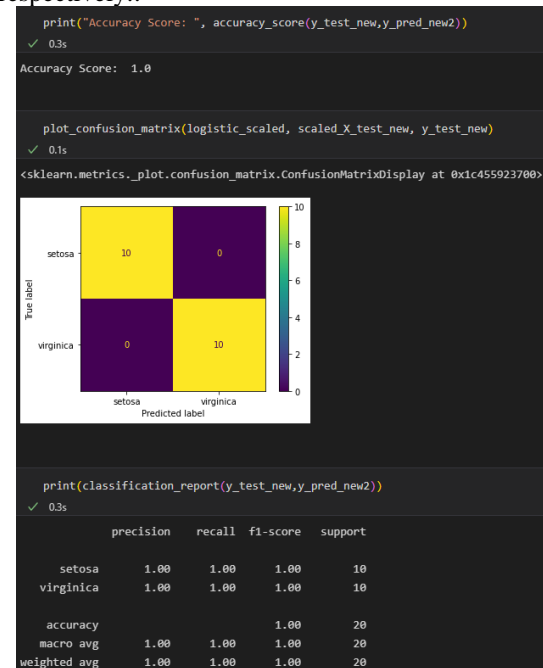 respectively..
print("Accuracy Score: ", accuracy_score(y_test_new,y_pred_new2))
✓ 0.3s
Accuracy Score:  1.0
plot_confusion_matrix(logistic_scaled, scaled_X_test_new, y_test_new)
✓ 0.1s
<sklearn.metrics._plot.confusion_matrix.ConfusionMatrixDisplay at 0x1c455923700>
10
setosa 10 0
8
6
True label
4
virginica 0 10
2
0
setosa virginica
Predicted label
print(classification_report(y_test_new,y_pred_new2))
✓ 0.3s
precision recall f1-score support
setosa 1.00 1.00 1.00 10
virginica 1.00 1.00 1.00 10
accuracy 1.00 20
macro avg 1.00 1.00 1.00 20
weighted avg 1.00 1.00 1.00 20